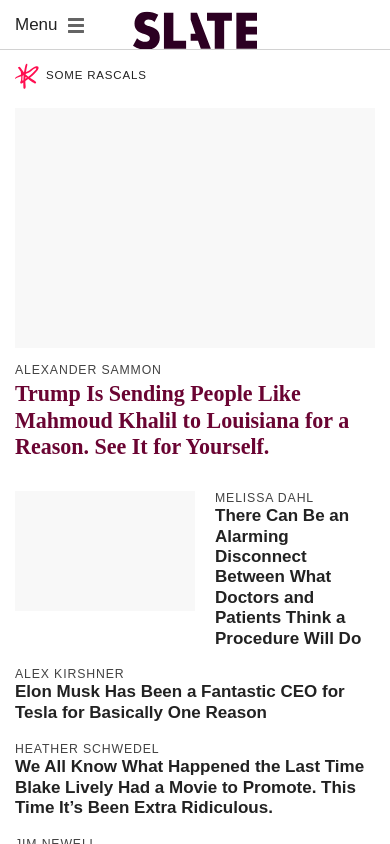 Menu
SLATE
SOME RASCALS
ALEXANDER SAMMON
Trump Is Sending People Like
Mahmoud Khalil to Louisiana for a
Reason. See It for Yourself.
MELISSA DAHL
There Can Be an
Alarming
Disconnect
Between What
Doctors and
Patients Think a
Procedure Will Do
ALEX KIRSHNER
Elon Musk Has Been a Fantastic CEO for
Tesla for Basically One Reason
HEATHER SCHWEDEL
We All Know What Happened the Last Time
Blake Lively Had a Movie to Promote. This
Time It’s Been Extra Ridiculous.
JIM NEWELL